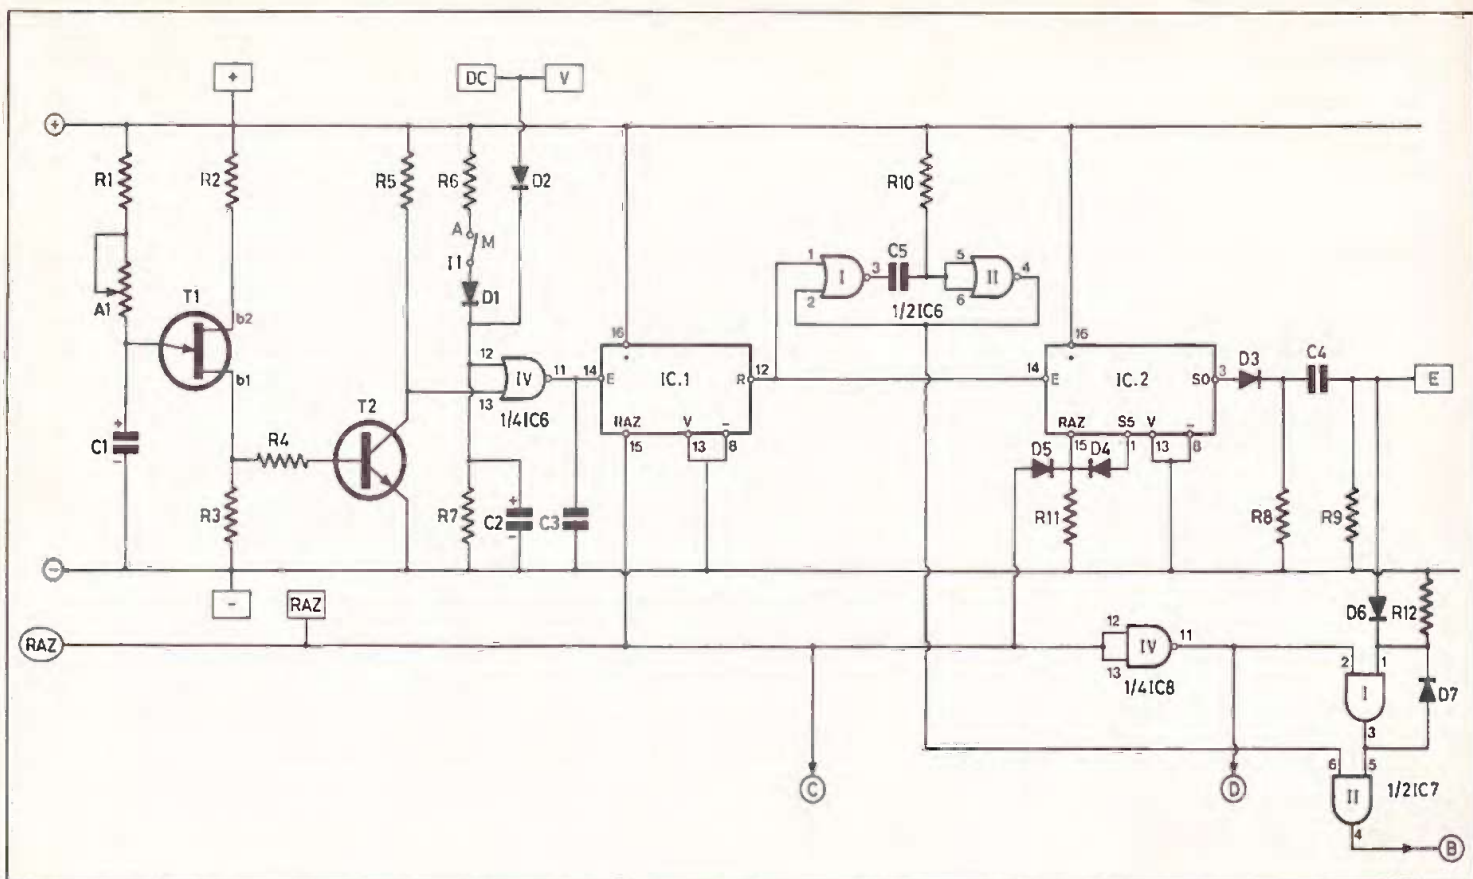 + DC V
+
R1 R2 R5 R6 D2 R10
A M
I1
A1 T1 b2 D1
1 I 3 C5 5 II 4
2 6
1/2IC6
b1
16 16
12 IV 11 14 E IC.1 R 12 14 E IC.2 SO 3 D3 C4 E
13
1/4IC6
T2
RAZ V - RAZ S5 V -
15 13 8 15 1 13 8
C1 R4 D5 D4
R3 R7 C2 C3 R11 R8 R9
+
-
+
-
-
- RAZ D6 R12
RAZ
12 IV 11
13
1/4IC8
2 1
I D7
3
C D
6 5
II 1/2IC7
4
B